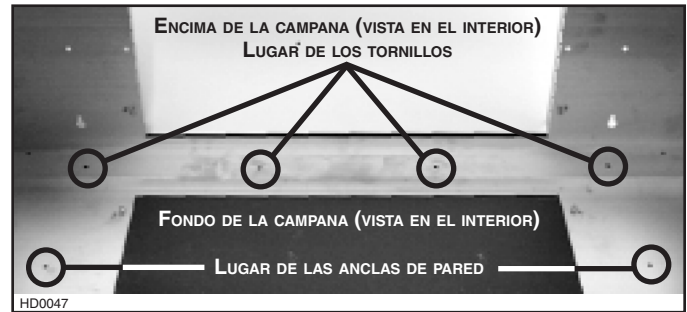 ENCIMA DE LA CAMPANA (VISTA EN EL INTERIOR)
LUGAR DE LOS TORNILLOS
FONDO DE LA CAMPANA (VISTA EN EL INTERIOR)
LUGAR DE LAS ANCLAS DE PARED
HD0047